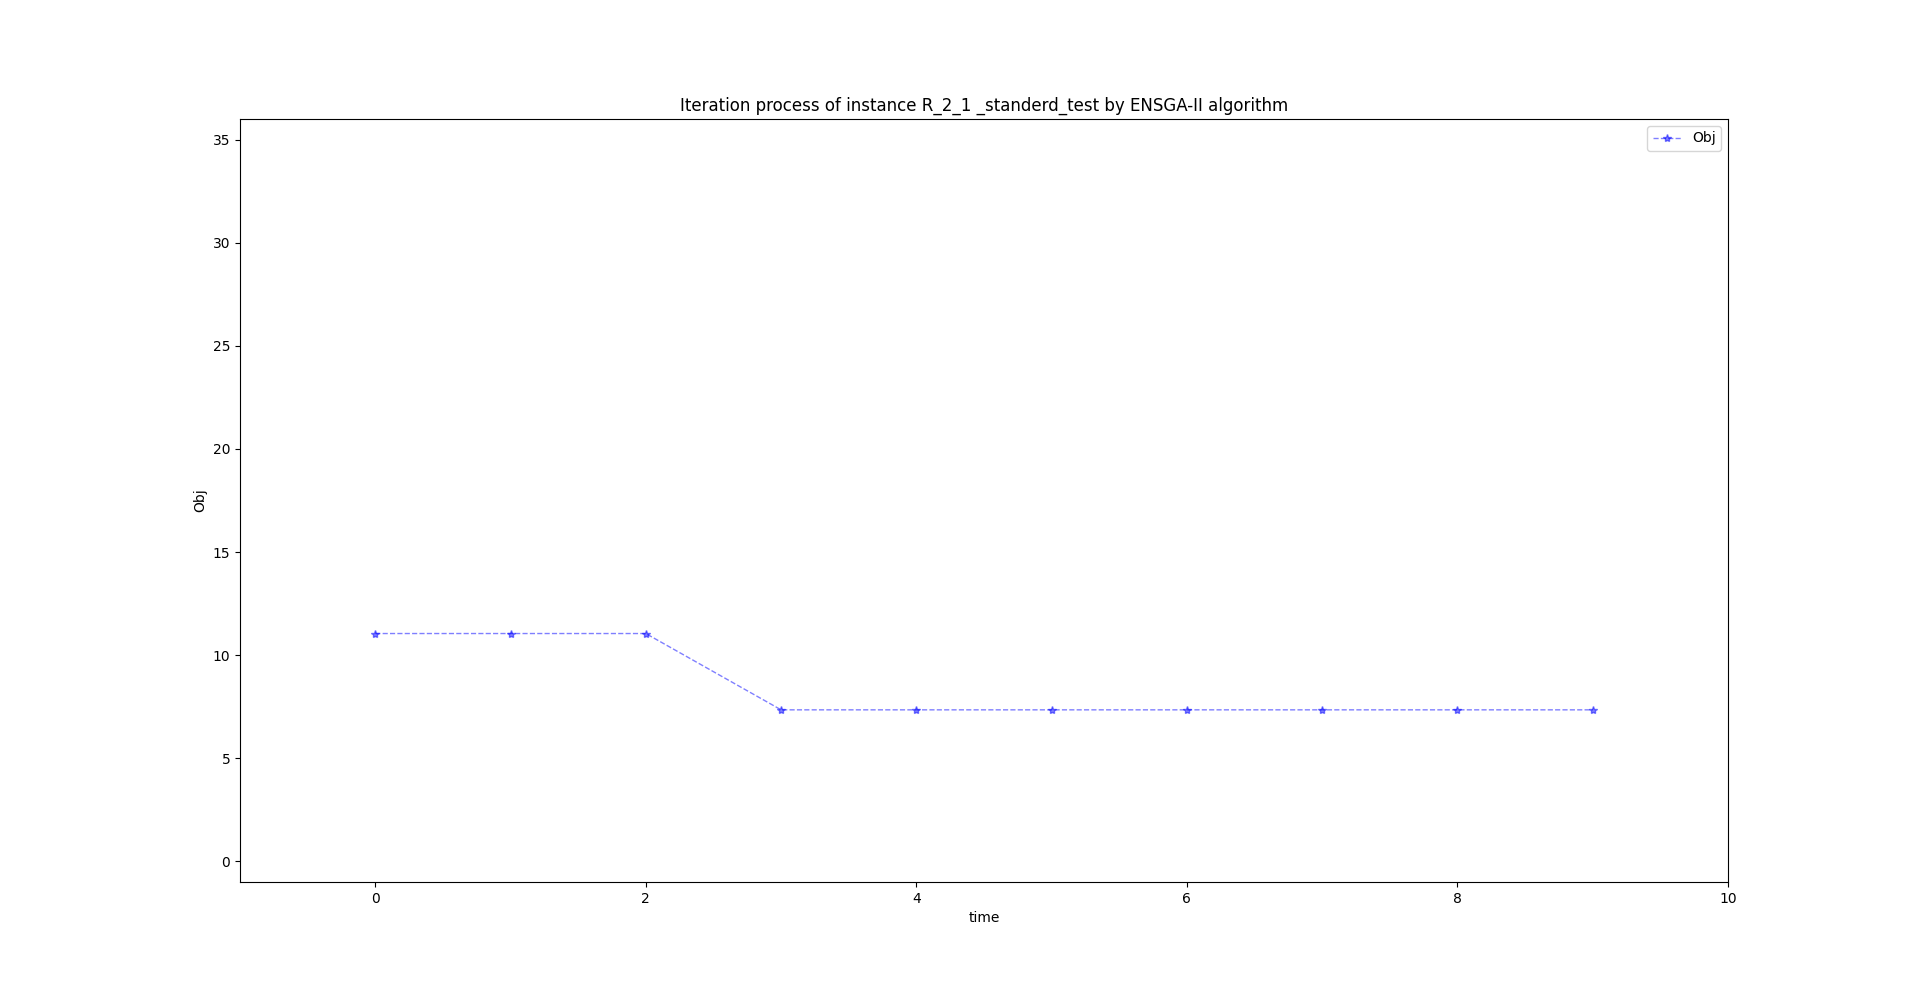 Iteration process of instance R_2_1 _standerd_test by ENSGA-II algorithm
Obj
35
30
25
20
15
10
5
0
Obj
0 2 4 6 8 10
time